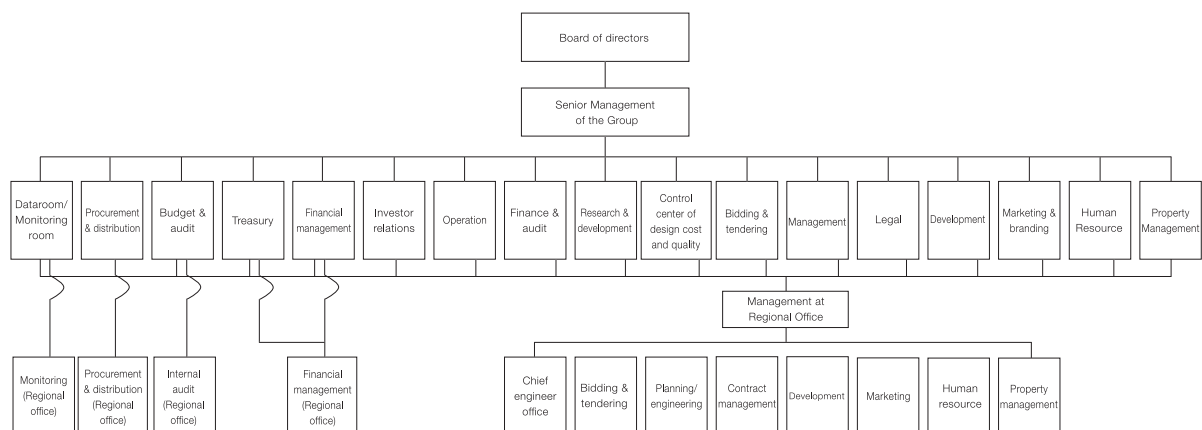 Board of directors
Senior Management
of the Group
Dataroom/
Monitoring
room
Procurement
& distribution
Budget &
audit
Treasury
Financial
management
Investor
relations
Operation
Finance &
audit
Research &
development
Control
center of
design cost
and quality
Bidding &
tendering
Management
Legal
Development
Marketing &
branding
Human
Resource
Property
Management
Management at
Regional Office
Monitoring
(Regional
office)
Procurement
& distribution
(Regional
office)
Internal
audit
(Regional
office)
Financial
management
(Regional
office)
Chief
engineer
office
Bidding &
tendering
Planning/
engineering
Contract
management
Development
Marketing
Human
resource
Property
management